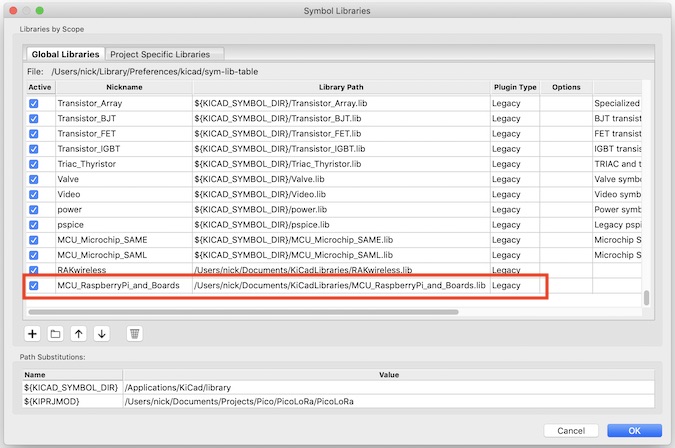 Symbol Libraries
Libraries by Scope
Global Libraries Project Specific Libraries
File: /Users/nick/Library/Preferences/kicad/sym-lib-table
Active Nickname Library Path Plugin Type Options
Transistor_Array ${KICAD_SYMBOL_DIR}/Transistor_Array.lib Legacy Specialized
Transistor_BJT ${KICAD_SYMBOL_DIR}/Transistor_BJT.lib Legacy BJT transist
Transistor_FET ${KICAD_SYMBOL_DIR}/Transistor_FET.lib Legacy FET transist
Transistor_IGBT ${KICAD_SYMBOL_DIR}/Transistor_IGBT.lib Legacy IGBT transis
Triac_Thyristor ${KICAD_SYMBOL_DIR}/Triac_Thyristor.lib Legacy TRIAC and t
Valve ${KICAD_SYMBOL_DIR}/Valve.lib Legacy Valve symbo
Video ${KICAD_SYMBOL_DIR}/Video.lib Legacy Video symb
power ${KICAD_SYMBOL_DIR}/power.lib Legacy Power symb
pspice ${KICAD_SYMBOL_DIR}/pspice.lib Legacy Legacy pspi
MCU_Microchip_SAME ${KICAD_SYMBOL_DIR}/MCU_Microchip_SAME.lib Legacy Microchip S
MCU_Microchip_SAML ${KICAD_SYMBOL_DIR}/MCU_Microchip_SAML.lib Legacy Microchip S
RAKwireless /Users/nick/Documents/KiCadLibraries/RAKwireless.lib Legacy
MCU_RaspberryPi_and_Boards /Users/nick/Documents/KiCadLibraries/MCU_RaspberryPi_and_Boards.lib Legacy
Path Substitutions:
Name Value
${KICAD_SYMBOL_DIR} /Applications/KiCad/library
${KIPRJMOD} /Users/nick/Documents/Projects/Pico/PicoLoRa/PicoLoRa
Cancel OK